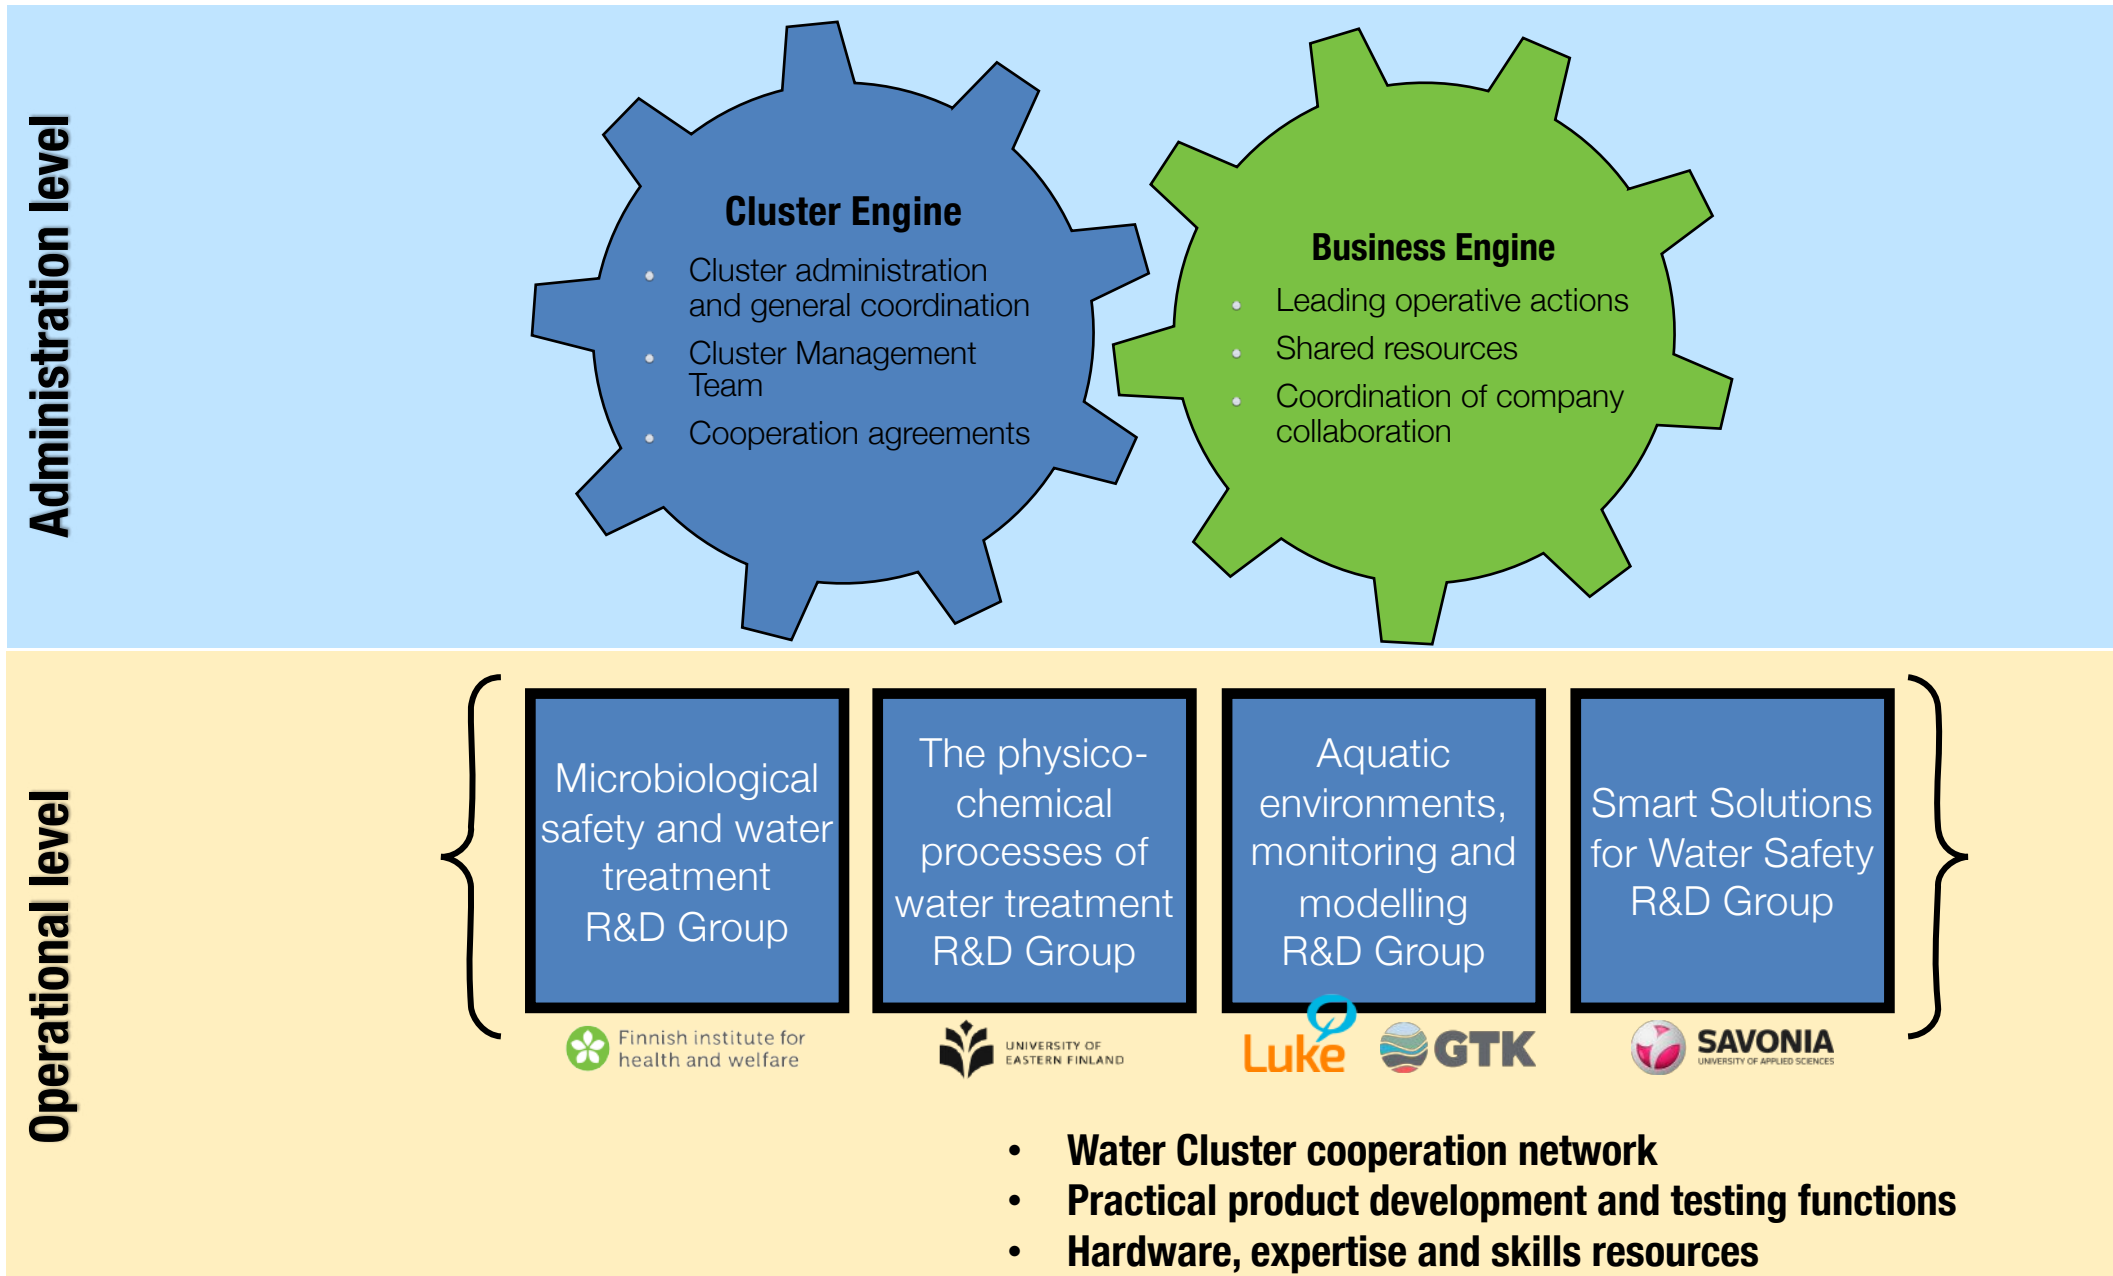 Administration level
Cluster Engine
Cluster administration
and general coordination
Cluster Management
Team
Cooperation agreements
Business Engine
Leading operative actions
Shared resources
Coordination of company
collaboration
Operational level
Microbiological
safety and water
treatment
R&D Group
The physico-
chemical
processes of
water treatment
R&D Group
Aquatic
environments,
monitoring and
modelling
R&D Group
Smart Solutions
for Water Safety
R&D Group
Finnish institute for
health and welfare
UNIVERSITY OF
EASTERN FINLAND
Luke
GTK
SAVONIA
UNIVERSITY OF APPLIED SCIENCES
• Water Cluster cooperation network
• Practical product development and testing functions
• Hardware, expertise and skills resources